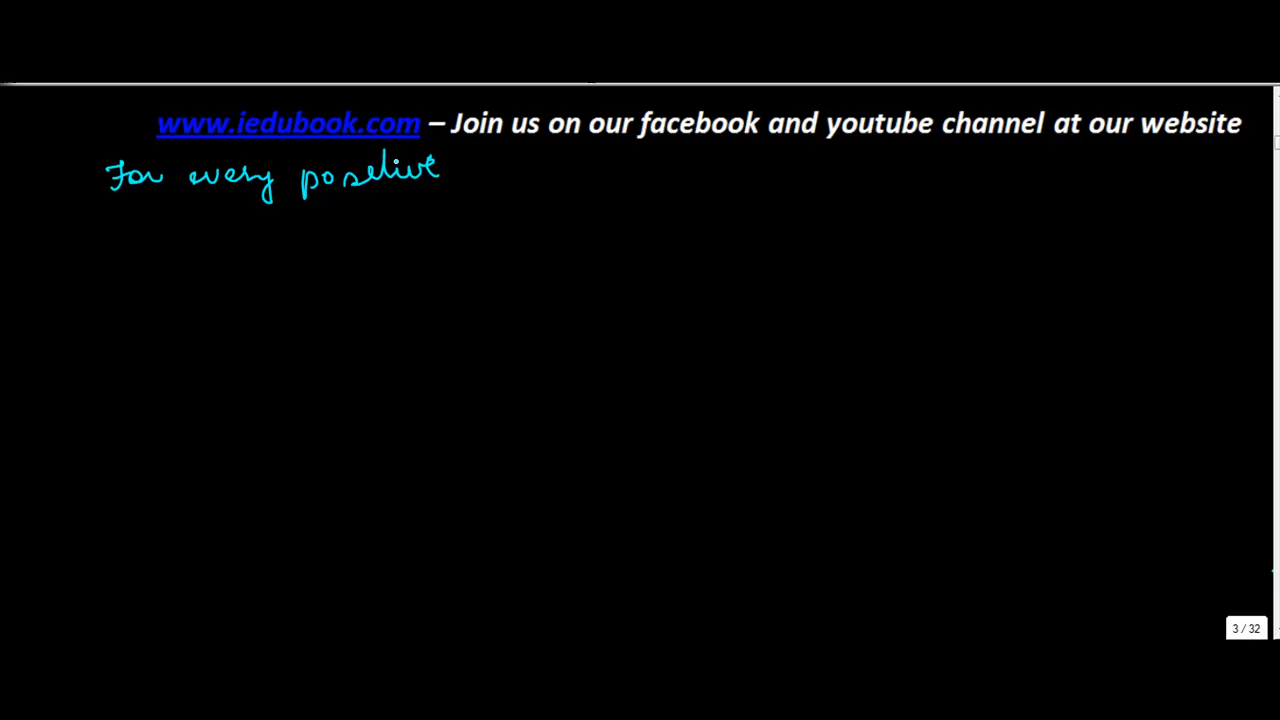 www.iedubook.com – Join us on our facebook and youtube channel at our website
For every positive
3 / 32